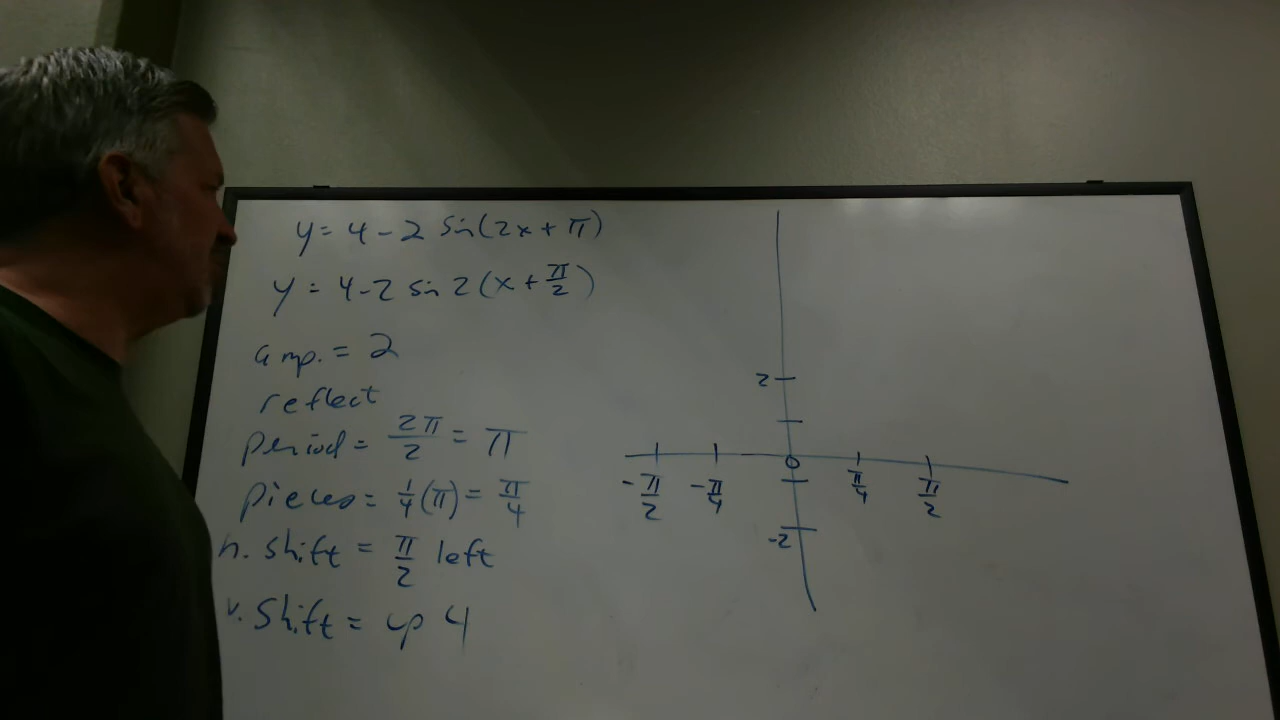 y = 4 - 2 sin(2x + π)
y = 4 - 2 sin 2(x + π/2)
amp. = 2
reflect
period = 2π/2 = π
pieces = 1/4(π) = π/4
h. shift = π/2 left
v. shift = up 4
2
0
-π/2 -π/4 π/4 π/2
-2